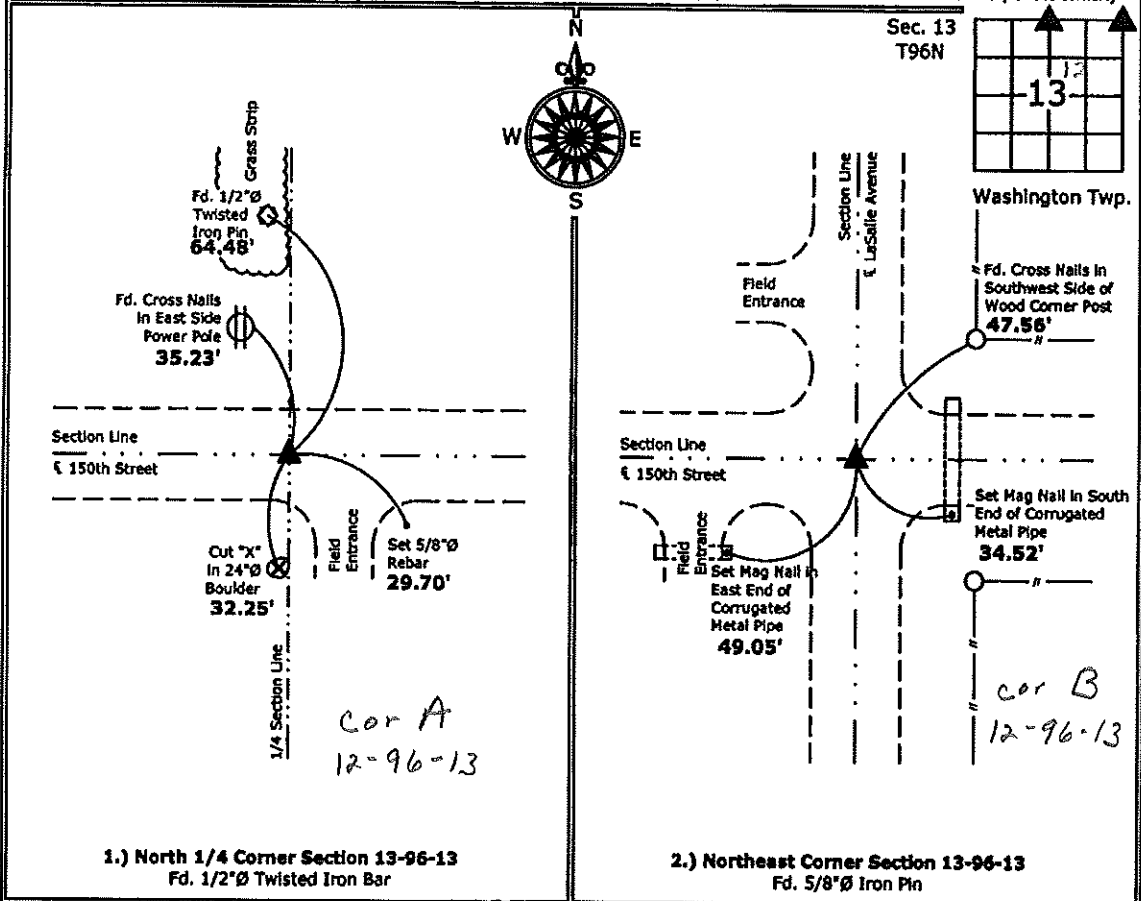 N
W
E
S
Sec. 13
T96N
13
12
Washington Twp.
Grass Strip
Fd. 1/2"Ø
Twisted
Iron Pin
64.48'
Fd. Cross Nails
In East Side
Power Pole
35.23'
Section Line
℄ 150th Street
Cut "X"
In 24"Ø
Boulder
32.25'
Field
Entrance
Set 5/8"Ø
Rebar
29.70'
1/4 Section Line
Cor A
12-96-13
1.) North 1/4 Corner Section 13-96-13
Fd. 1/2"Ø Twisted Iron Bar
Section Line
℄ LaSalle Avenue
Field
Entrance
Fd. Cross Nails In
Southwest Side of
Wood Corner Post
47.56'
Section Line
℄ 150th Street
Field
Entrance
Set Mag Nail in
East End of
Corrugated
Metal Pipe
49.05'
Set Mag Nail In South
End of Corrugated
Metal Pipe
34.52'
cor B
12-96-13
2.) Northeast Corner Section 13-96-13
Fd. 5/8"Ø Iron Pin